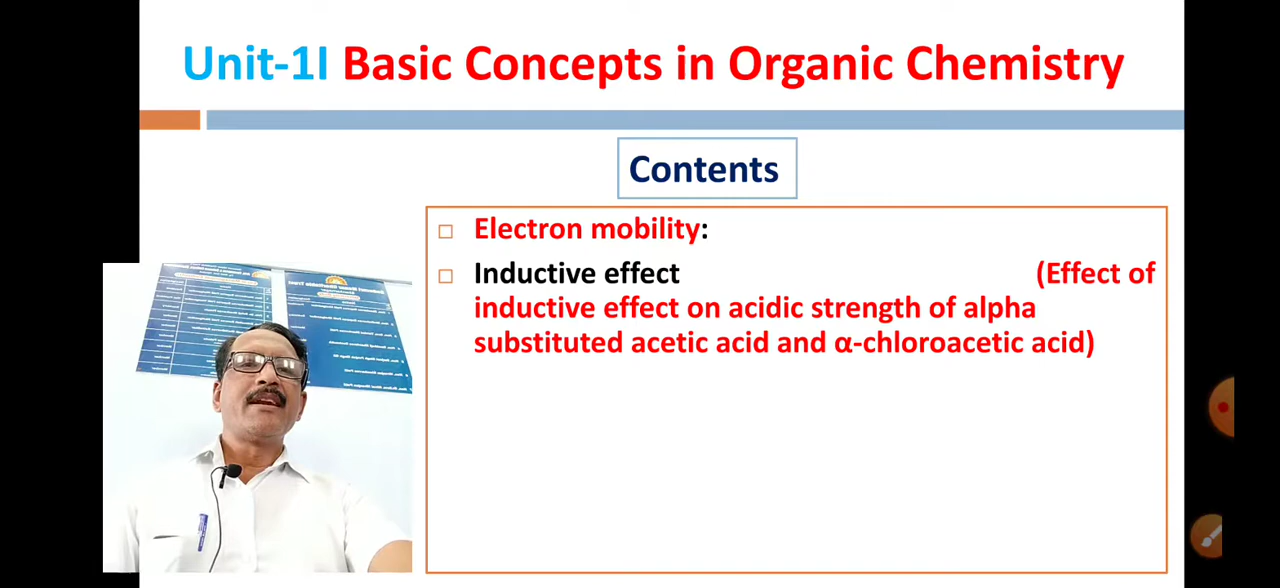 Unit-1I Basic Concepts in Organic Chemistry
Contents
Electron mobility:
Inductive effect (Effect of
inductive effect on acidic strength of alpha
substituted acetic acid and α-chloroacetic acid)